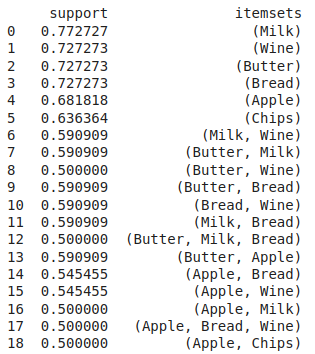 support itemsets
0 0.772727 (Milk)
1 0.727273 (Wine)
2 0.727273 (Butter)
3 0.727273 (Bread)
4 0.681818 (Apple)
5 0.636364 (Chips)
6 0.590909 (Milk, Wine)
7 0.590909 (Butter, Milk)
8 0.500000 (Butter, Wine)
9 0.590909 (Butter, Bread)
10 0.590909 (Bread, Wine)
11 0.590909 (Milk, Bread)
12 0.500000 (Butter, Milk, Bread)
13 0.590909 (Butter, Apple)
14 0.545455 (Apple, Bread)
15 0.545455 (Apple, Wine)
16 0.500000 (Apple, Milk)
17 0.500000 (Apple, Bread, Wine)
18 0.500000 (Apple, Chips)